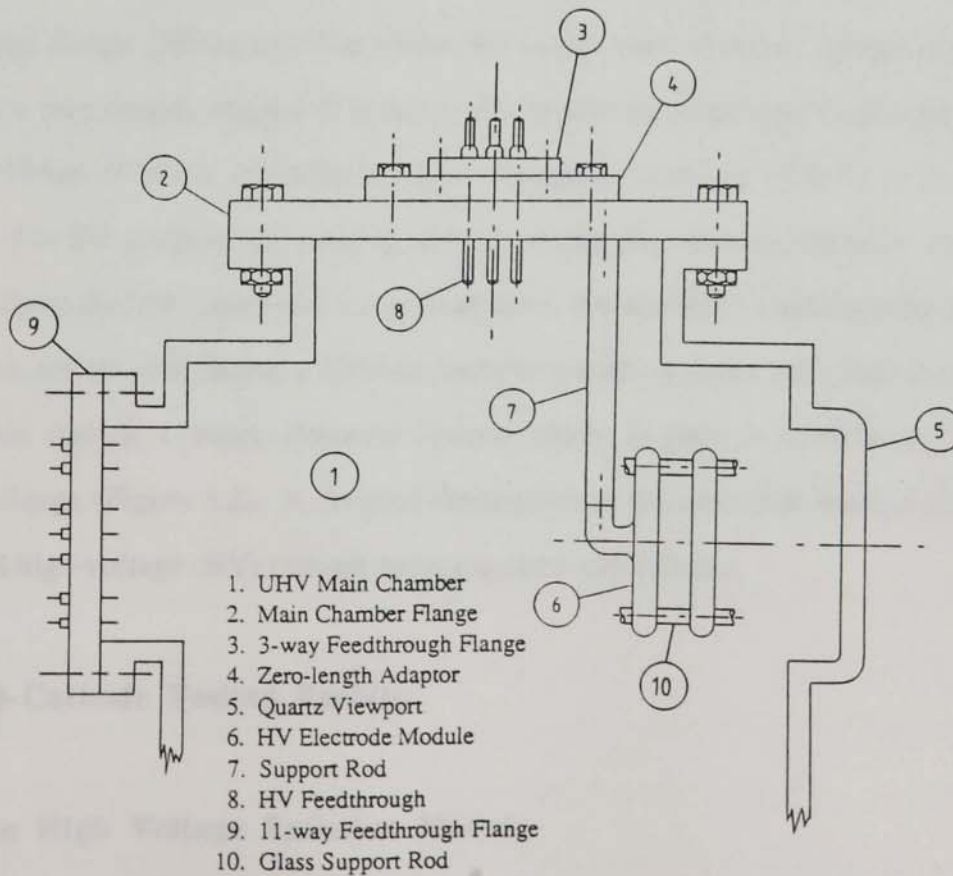 3
4
2
8
9
7
5
1
6
10
1. UHV Main Chamber
2. Main Chamber Flange
3. 3-way Feedthrough Flange
4. Zero-length Adaptor
5. Quartz Viewport
6. HV Electrode Module
7. Support Rod
8. HV Feedthrough
9. 11-way Feedthrough Flange
10. Glass Support Rod